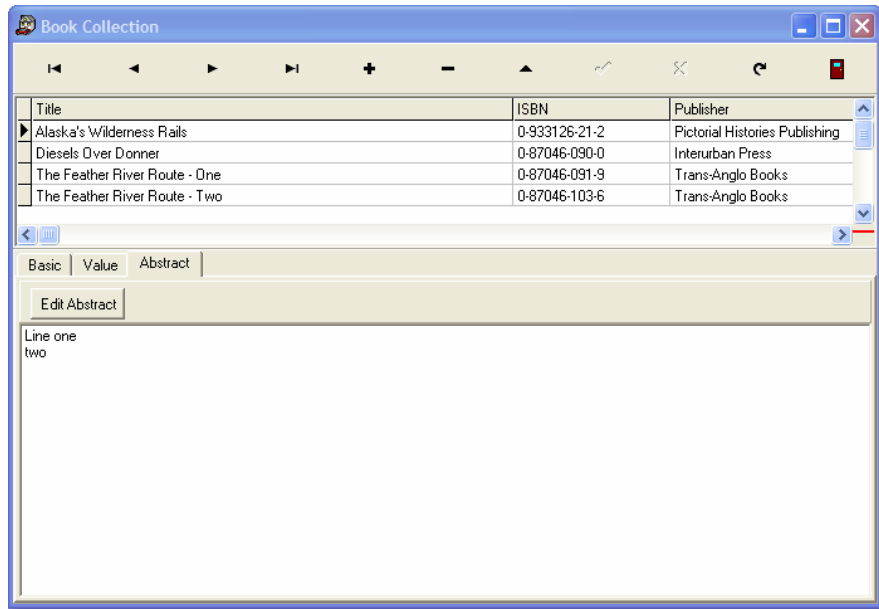 Book Collection
Title ISBN Publisher
Alaska's Wilderness Rails 0-933126-21-2 Pictorial Histories Publishing
Diesels Over Donner 0-87046-090-0 Interurban Press
The Feather River Route - One 0-87046-091-9 Trans-Anglo Books
The Feather River Route - Two 0-87046-103-6 Trans-Anglo Books
Basic Value Abstract
Edit Abstract
Line one
two